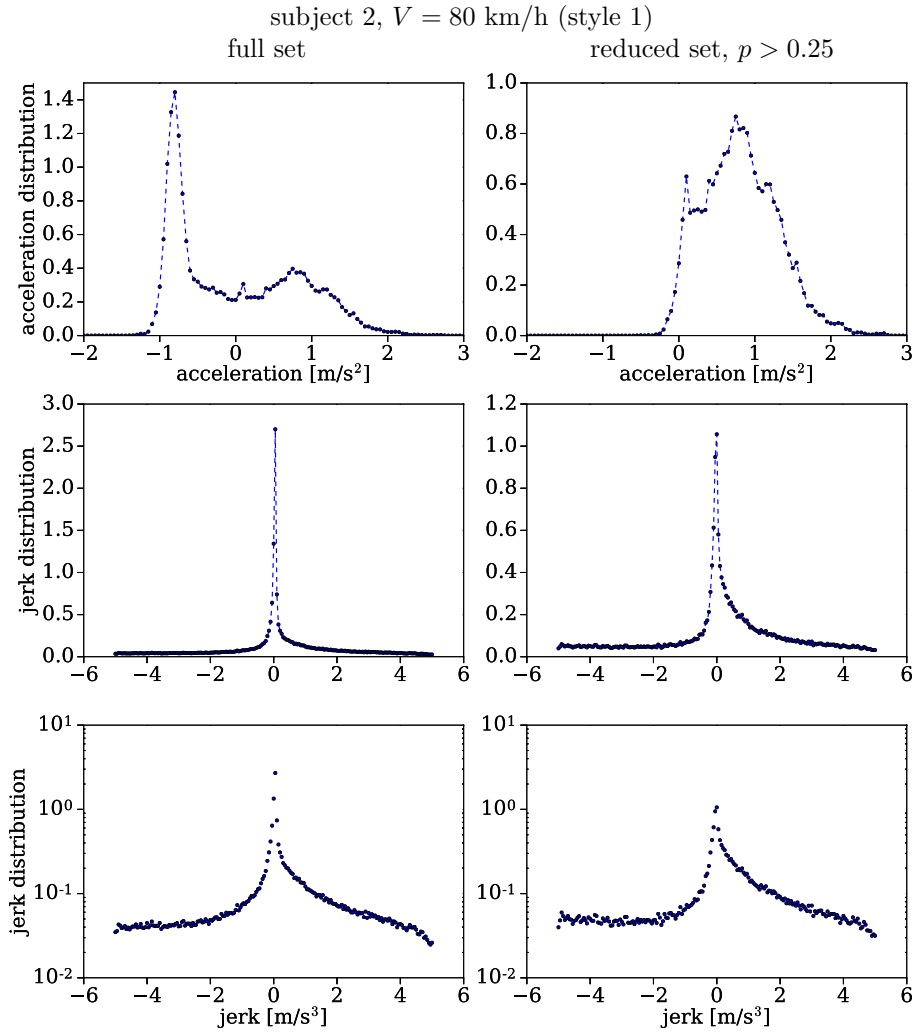 subject 2, V = 80 km/h (style 1)
full set
reduced set, p > 0.25
acceleration distribution
1.4
1.2
1.0
0.8
0.6
0.4
0.2
0.0
−2 −1 0 1 2 3
acceleration [m/s²]
1.0
0.8
0.6
0.4
0.2
0.0
−2 −1 0 1 2 3
acceleration [m/s²]
jerk distribution
3.0
2.5
2.0
1.5
1.0
0.5
0.0
−6 −4 −2 0 2 4 6
1.2
1.0
0.8
0.6
0.4
0.2
0.0
−6 −4 −2 0 2 4 6
jerk distribution
10¹
10⁰
10⁻¹
10⁻²
−6 −4 −2 0 2 4 6
jerk [m/s³]
10¹
10⁰
10⁻¹
10⁻²
−6 −4 −2 0 2 4 6
jerk [m/s³]